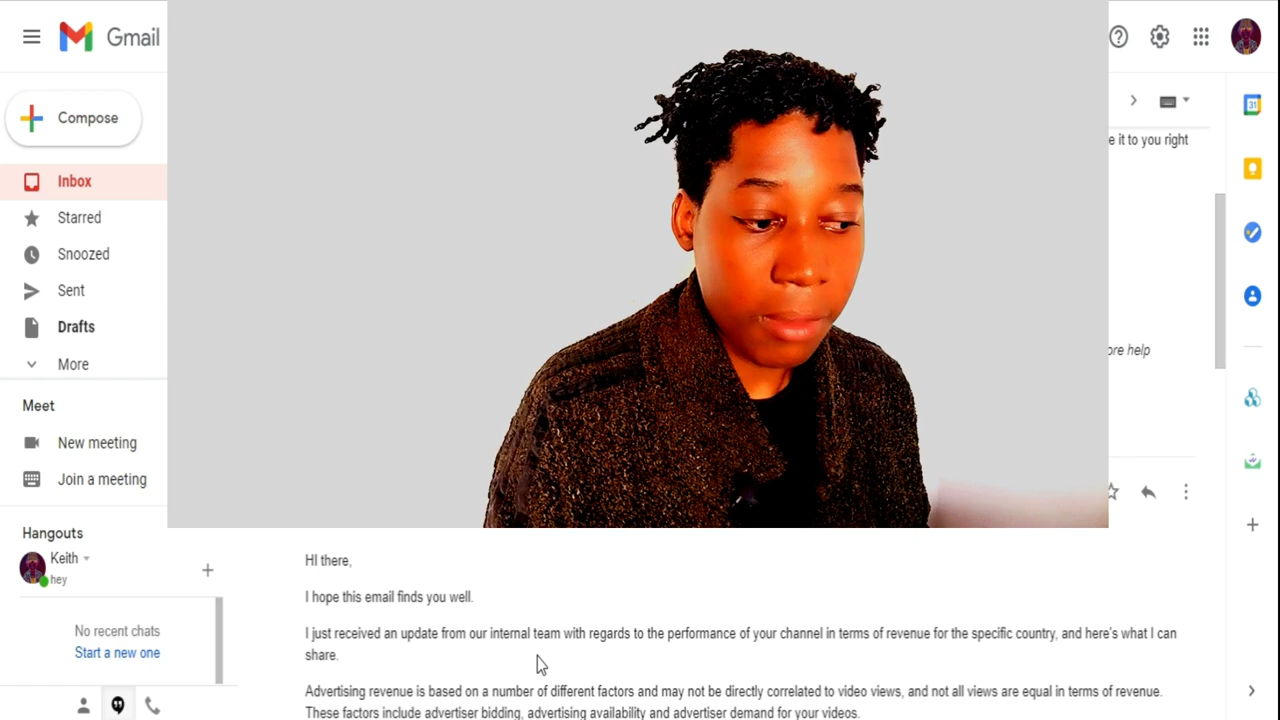 Gmail
Compose
31
e it to you right
Inbox
Starred
Snoozed
Sent
Drafts
ore help
More
Meet
New meeting
Join a meeting
Hangouts
Keith
hey
HI there,
I hope this email finds you well.
No recent chats
Start a new one
I just received an update from our internal team with regards to the performance of your channel in terms of revenue for the specific country, and here's what I can
share.
Advertising revenue is based on a number of different factors and may not be directly correlated to video views, and not all views are equal in terms of revenue.
These factors include advertiser bidding, advertising availability and advertiser demand for your videos.